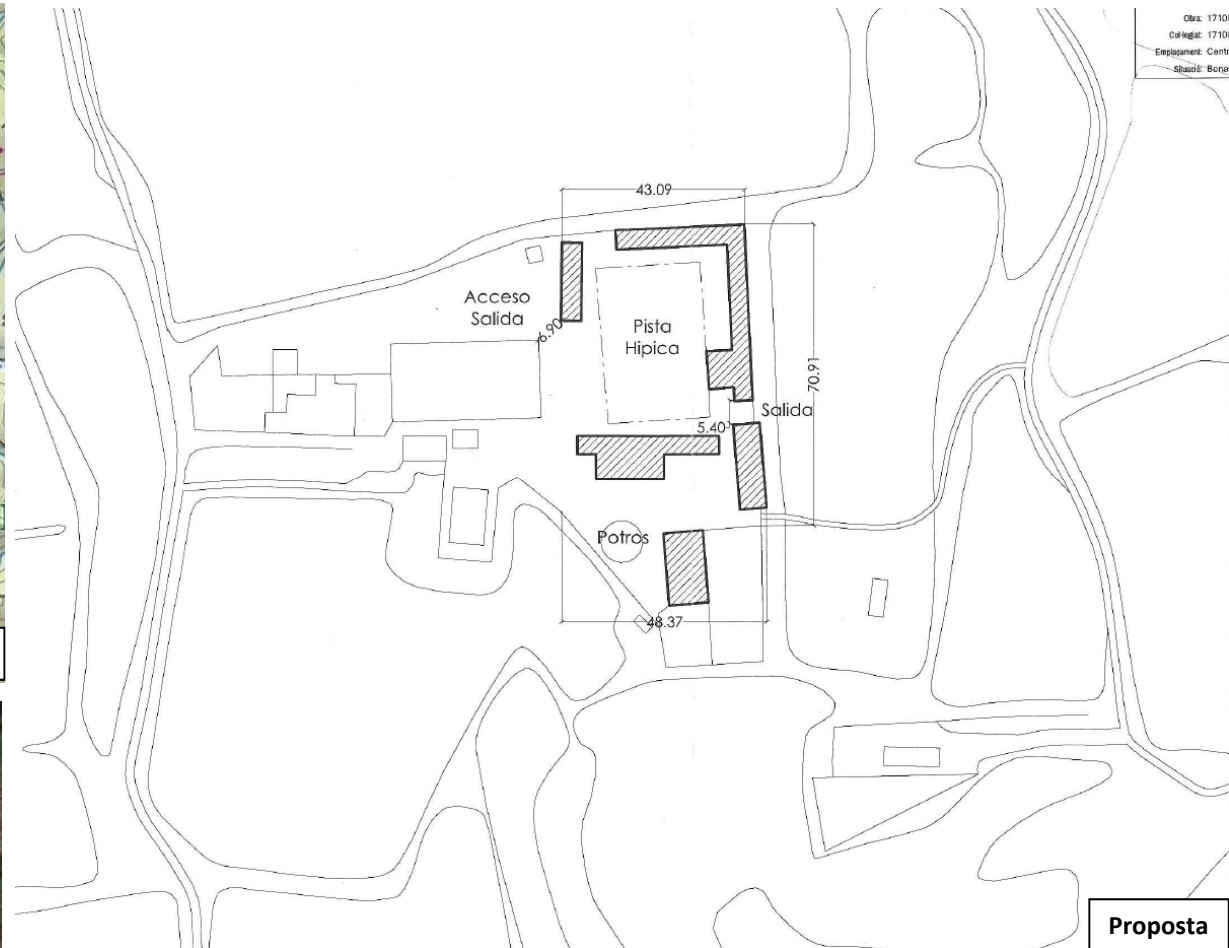 Obra: 1710
Col·legiat: 1710
Emplaçament: Centr
Situació: Bona
43.09
Acceso
Salida
6.90
Pista
Hipica
70.91
Salida
5.40
Potros
48.37
Proposta